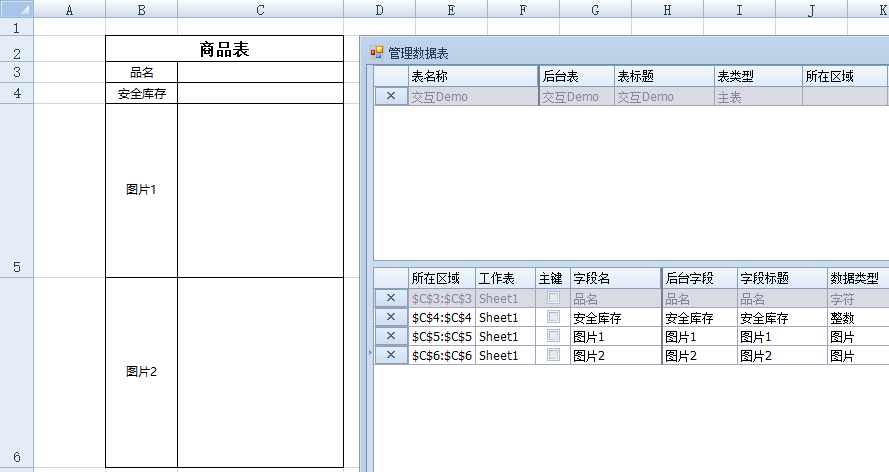 A B C D E F G H I J K
1
2 商品表
3 品名
4 安全库存
5 图片1
6 图片2
管理数据表
表名称 后台表 表标题 表类型 所在区域
× 交互Demo 交互Demo 交互Demo 主表
所在区域 工作表 主键 字段名 后台字段 字段标题 数据类型
× $C$3:$C$3 Sheet1 品名 品名 品名 字符
× $C$4:$C$4 Sheet1 安全库存 安全库存 安全库存 整数
× $C$5:$C$5 Sheet1 图片1 图片1 图片1 图片
× $C$6:$C$6 Sheet1 图片2 图片2 图片2 图片